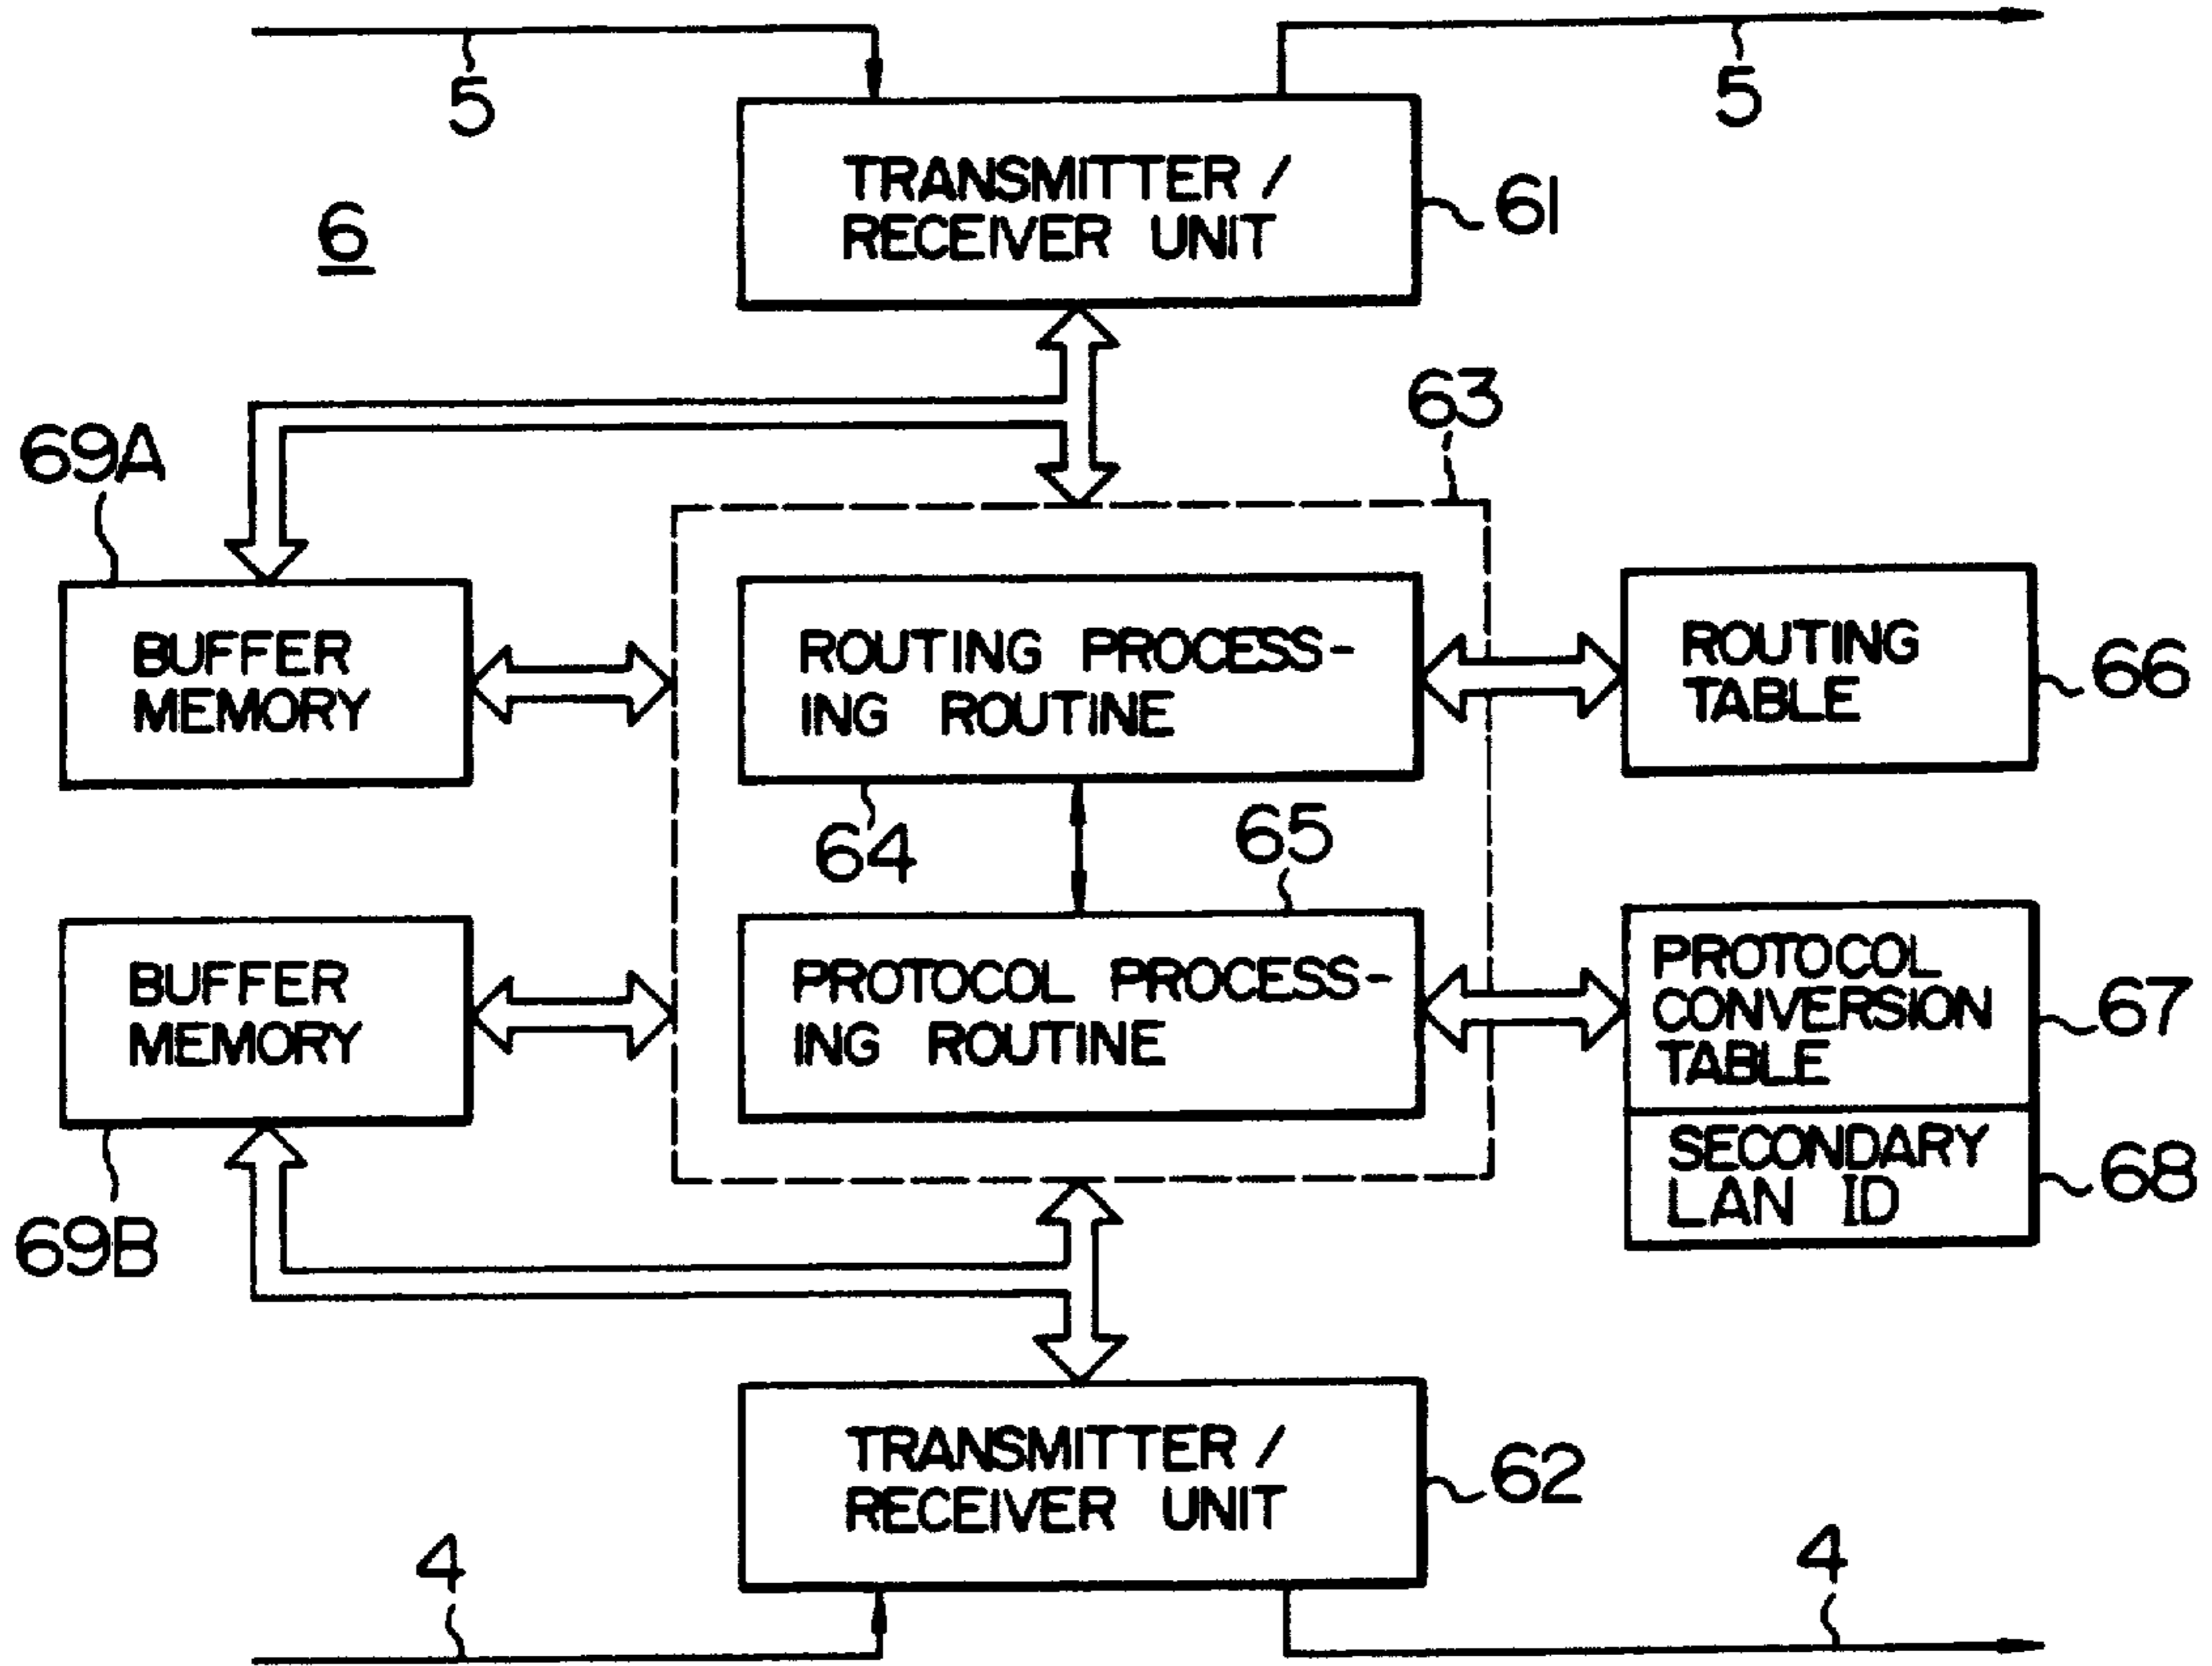 5
5
TRANSMITTER /
RECEIVER UNIT
61
6
63
69A
BUFFER
MEMORY
ROUTING PROCESS-
ING ROUTINE
ROUTING
TABLE
66
64
65
BUFFER
MEMORY
PROTOCOL PROCESS-
ING ROUTINE
PROTOCOL
CONVERSION
TABLE
67
SECONDARY
LAN ID
68
69B
TRANSMITTER /
RECEIVER UNIT
62
4
4